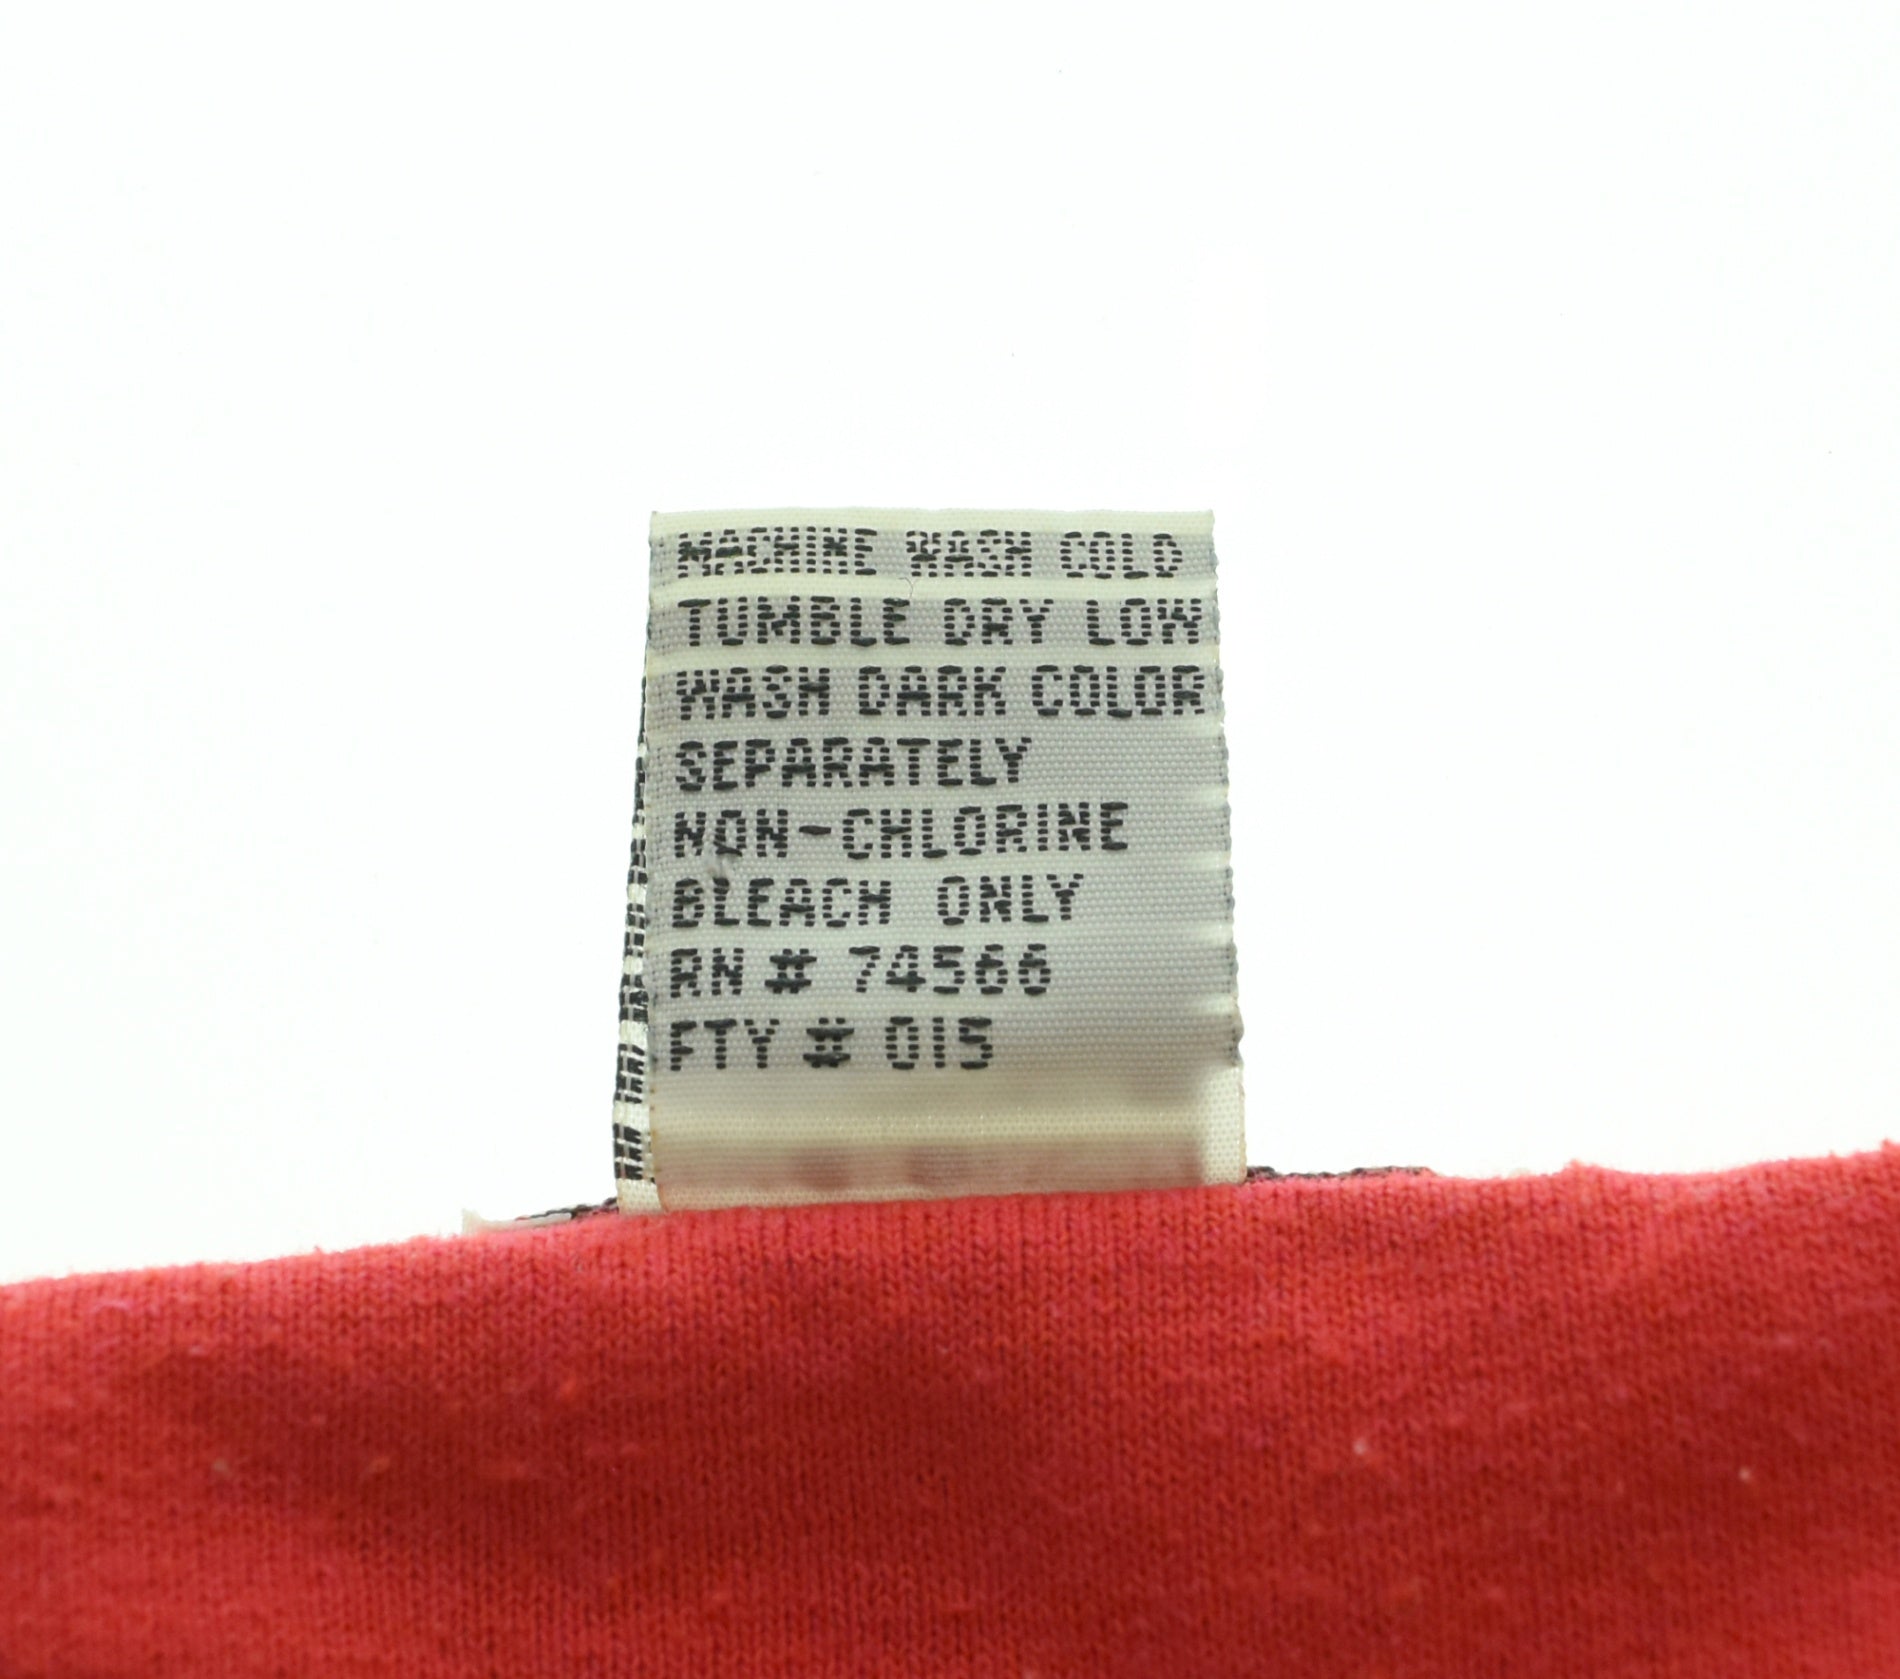 MACHINE WASH COLD
TUMBLE DRY LOW
WASH DARK COLOR
SEPARATELY
NON-CHLORINE
BLEACH ONLY
RN # 74566
FTY # 015